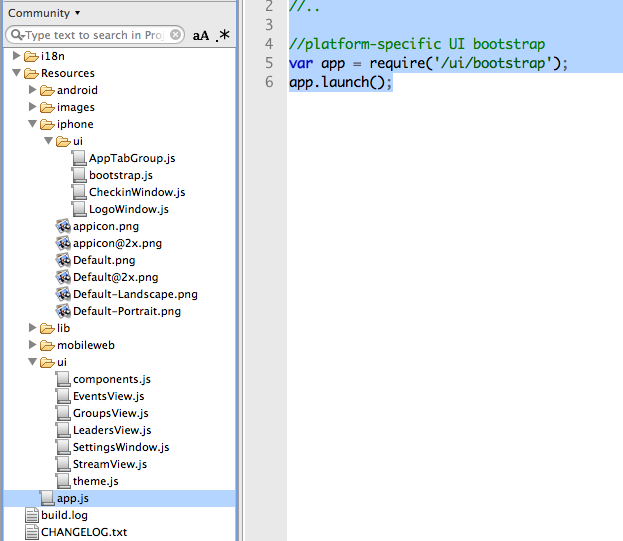 Community
Type text to search in Proj
aA .*
i18n
Resources
android
images
iphone
ui
AppTabGroup.js
bootstrap.js
CheckinWindow.js
LogoWindow.js
appicon.png
appicon@2x.png
Default.png
Default@2x.png
Default-Landscape.png
Default-Portrait.png
lib
mobileweb
ui
components.js
EventsView.js
GroupsView.js
LeadersView.js
SettingsWindow.js
StreamView.js
theme.js
app.js
build.log
CHANGELOG.txt
2 //..
3
4 //platform-specific UI bootstrap
5 var app = require('/ui/bootstrap');
6 app.launch();